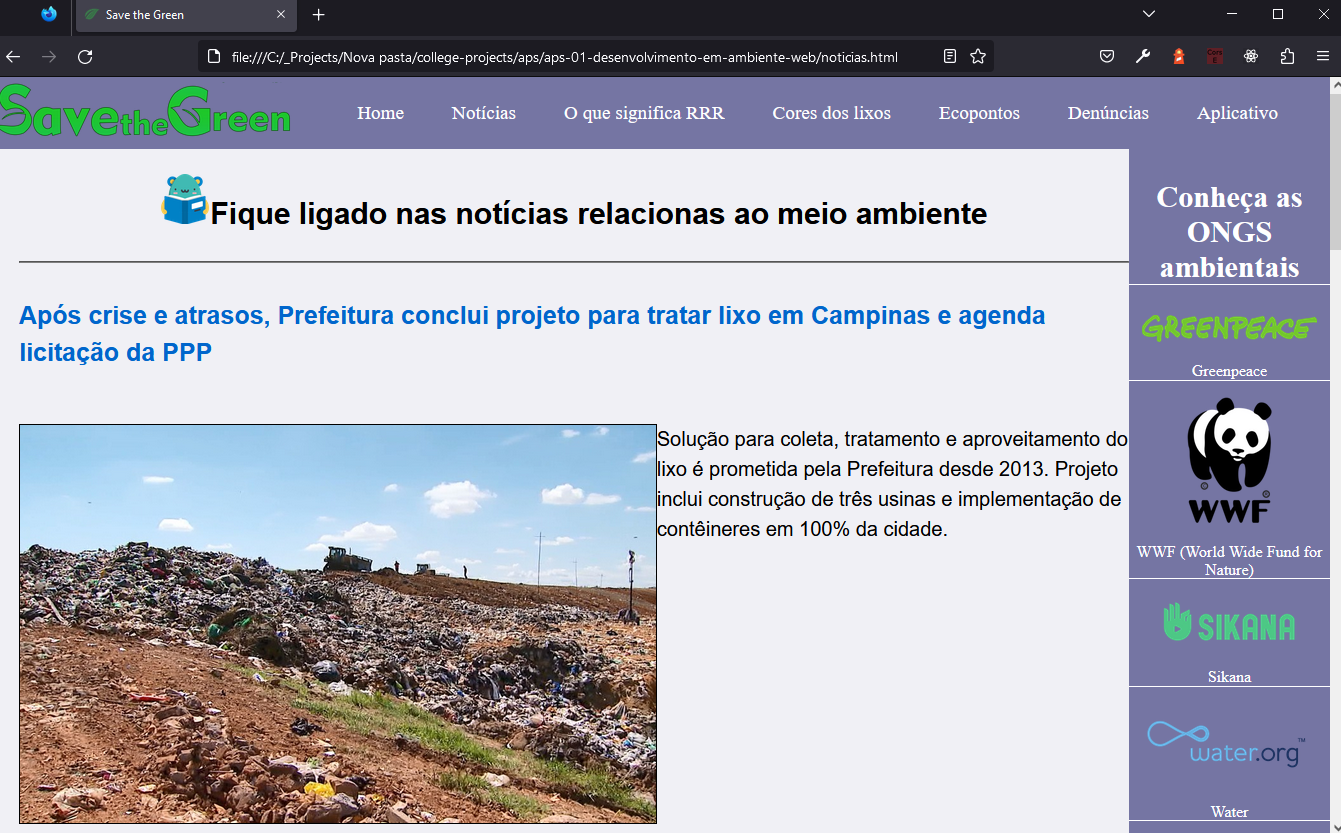 Save the Green
file:///C:/_Projects/Nova pasta/college-projects/aps/aps-01-desenvolvimento-em-ambiente-web/noticias.html
SavetheGreen
Home
Notícias
O que significa RRR
Cores dos lixos
Ecopontos
Denúncias
Aplicativo
Fique ligado nas notícias relacionas ao meio ambiente
Após crise e atrasos, Prefeitura conclui projeto para tratar lixo em Campinas e agenda
licitação da PPP
Solução para coleta, tratamento e aproveitamento do
lixo é prometida pela Prefeitura desde 2013. Projeto
inclui construção de três usinas e implementação de
contêineres em 100% da cidade.
Conheça as
ONGS
ambientais
GREENPEACE
Greenpeace
WWF
WWF (World Wide Fund for
Nature)
SIKANA
Sikana
water.org™
Water